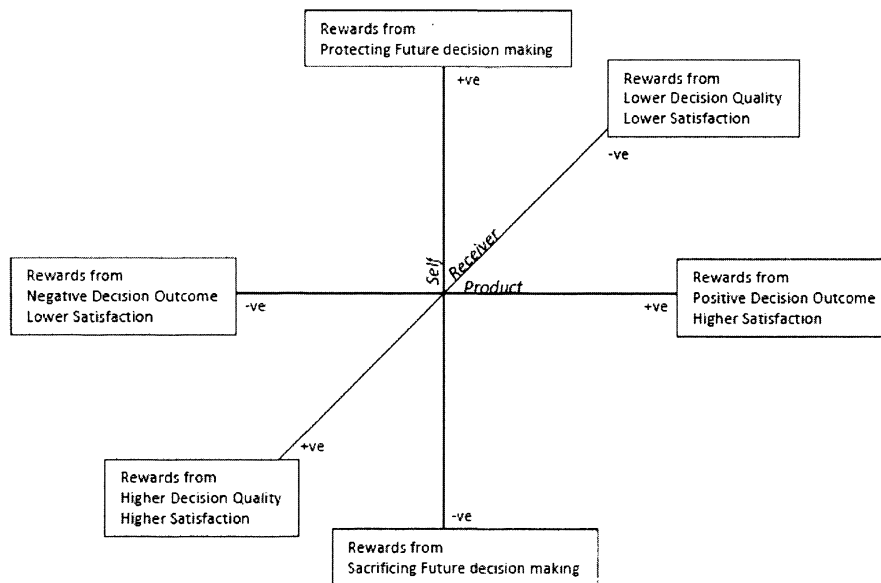 Rewards from
Protecting Future decision making
+ve
Rewards from
Lower Decision Quality
Lower Satisfaction
-ve
Self
Receiver
Product
Rewards from
Negative Decision Outcome
Lower Satisfaction
-ve
+ve
Rewards from
Positive Decision Outcome
Higher Satisfaction
+ve
Rewards from
Higher Decision Quality
Higher Satisfaction
-ve
Rewards from
Sacrificing Future decision making